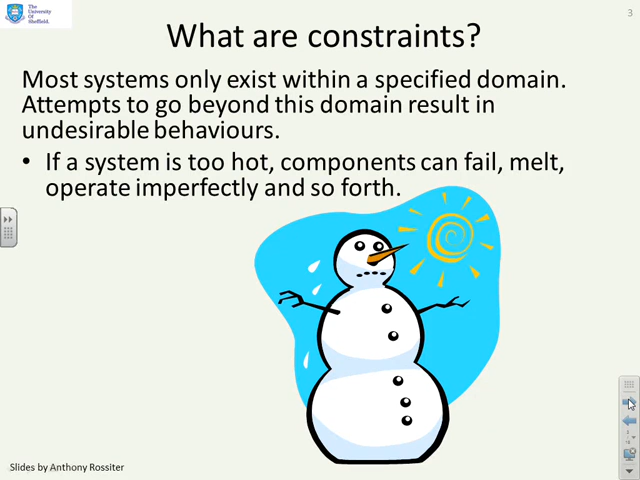 The
University
Of
Sheffield.
3
What are constraints?
Most systems only exist within a specified domain.
Attempts to go beyond this domain result in
undesirable behaviours.
• If a system is too hot, components can fail, melt,
operate imperfectly and so forth.
Slides by Anthony Rossiter